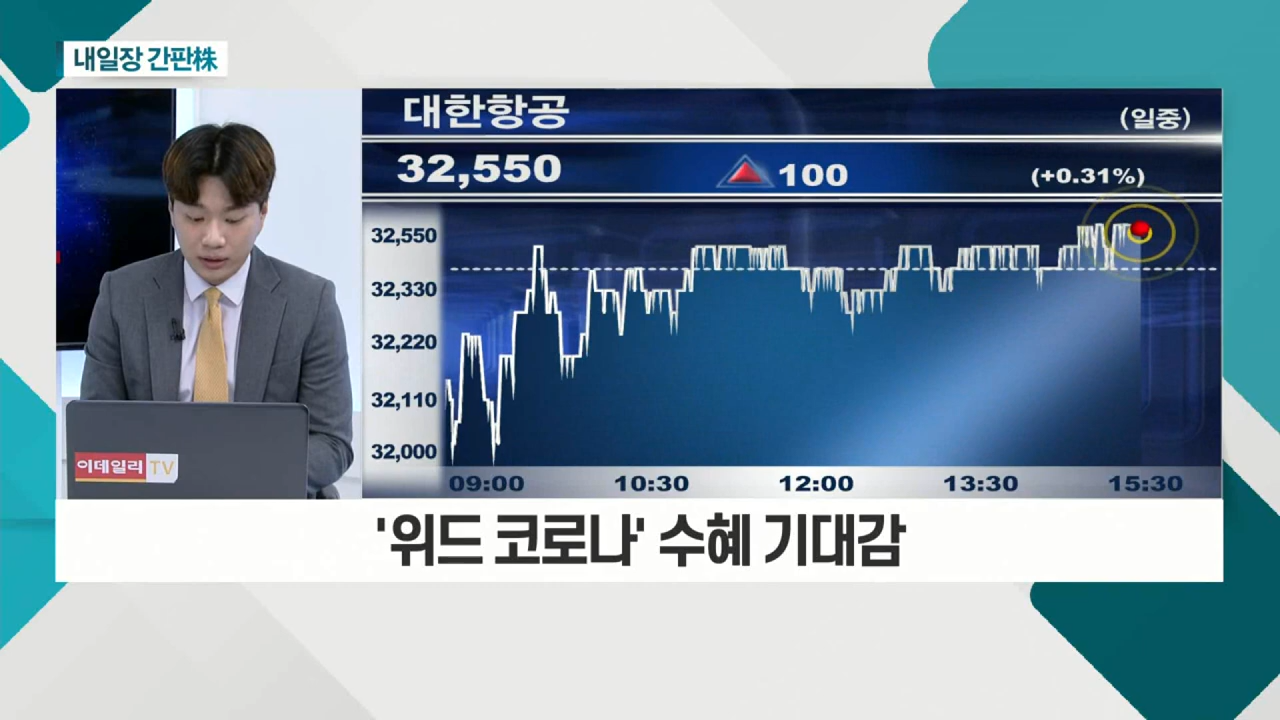 내일장 간판株
대한항공
(일중)
32,550 100 (+0.31%)
32,550
32,330
32,220
32,110
32,000
09:00 10:30 12:00 13:30 15:30
이데일리TV
'위드 코로나' 수혜 기대감